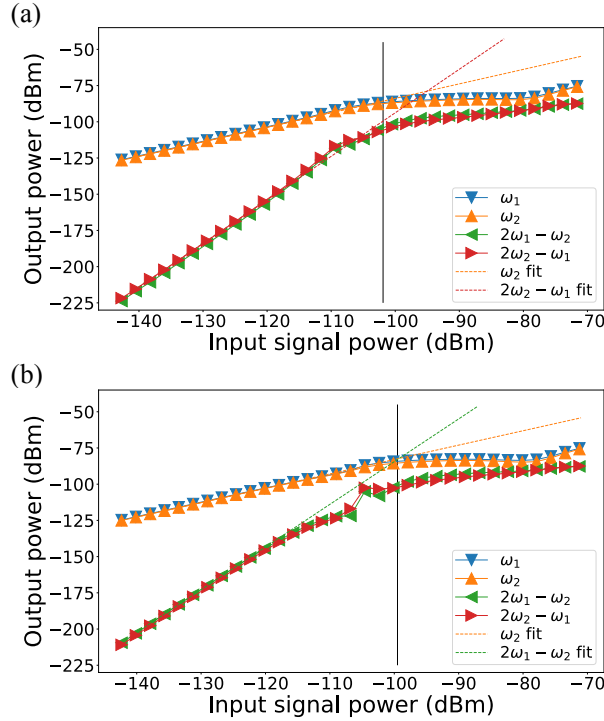 (a)
Output power (dBm)
−50
−75
−100
−125
−150
−175
−200
−225
ω₁
ω₂
2ω₁ − ω₂
2ω₂ − ω₁
ω₂ fit
2ω₂ − ω₁ fit
−140 −130 −120 −110 −100 −90 −80 −70
Input signal power (dBm)
(b)
Output power (dBm)
−50
−75
−100
−125
−150
−175
−200
−225
ω₁
ω₂
2ω₁ − ω₂
2ω₂ − ω₁
ω₂ fit
2ω₁ − ω₂ fit
−140 −130 −120 −110 −100 −90 −80 −70
Input signal power (dBm)